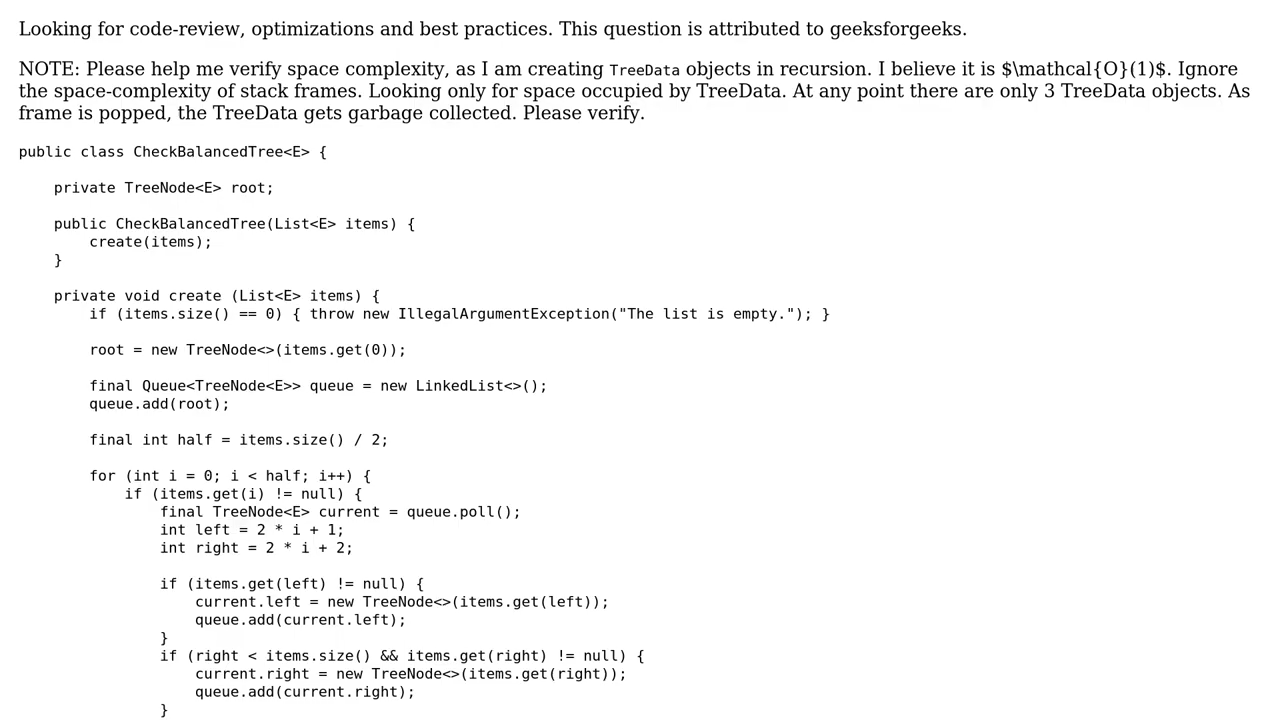 Looking for code-review, optimizations and best practices. This question is attributed to geeksforgeeks.
NOTE: Please help me verify space complexity, as I am creating TreeData objects in recursion. I believe it is $\mathcal{O}(1)$. Ignore
the space-complexity of stack frames. Looking only for space occupied by TreeData. At any point there are only 3 TreeData objects. As
frame is popped, the TreeData gets garbage collected. Please verify.
public class CheckBalancedTree<E> {
    private TreeNode<E> root;
    public CheckBalancedTree(List<E> items) {
        create(items);
    }
    private void create (List<E> items) {
        if (items.size() == 0) { throw new IllegalArgumentException("The list is empty."); }
        root = new TreeNode<>(items.get(0));
        final Queue<TreeNode<E>> queue = new LinkedList<>();
        queue.add(root);
        final int half = items.size() / 2;
        for (int i = 0; i < half; i++) {
            if (items.get(i) != null) {
                final TreeNode<E> current = queue.poll();
                int left = 2 * i + 1;
                int right = 2 * i + 2;
                if (items.get(left) != null) {
                    current.left = new TreeNode<>(items.get(left));
                    queue.add(current.left);
                }
                if (right < items.size() && items.get(right) != null) {
                    current.right = new TreeNode<>(items.get(right));
                    queue.add(current.right);
                }